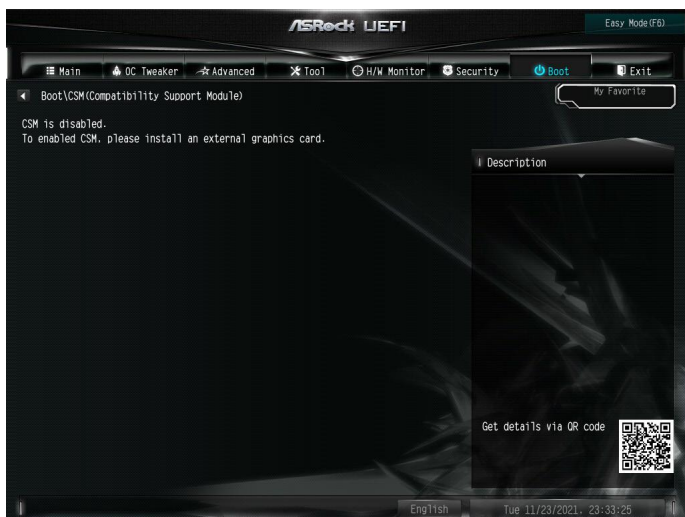 ASRock UEFI
Easy Mode(F6)
Main OC Tweaker Advanced Tool H/W Monitor Security Boot Exit
Boot\CSM(Compatibility Support Module)
My Favorite
CSM is disabled.
To enabled CSM, please install an external graphics card.
Description
Get details via QR code
English
Tue 11/23/2021. 23:33:25